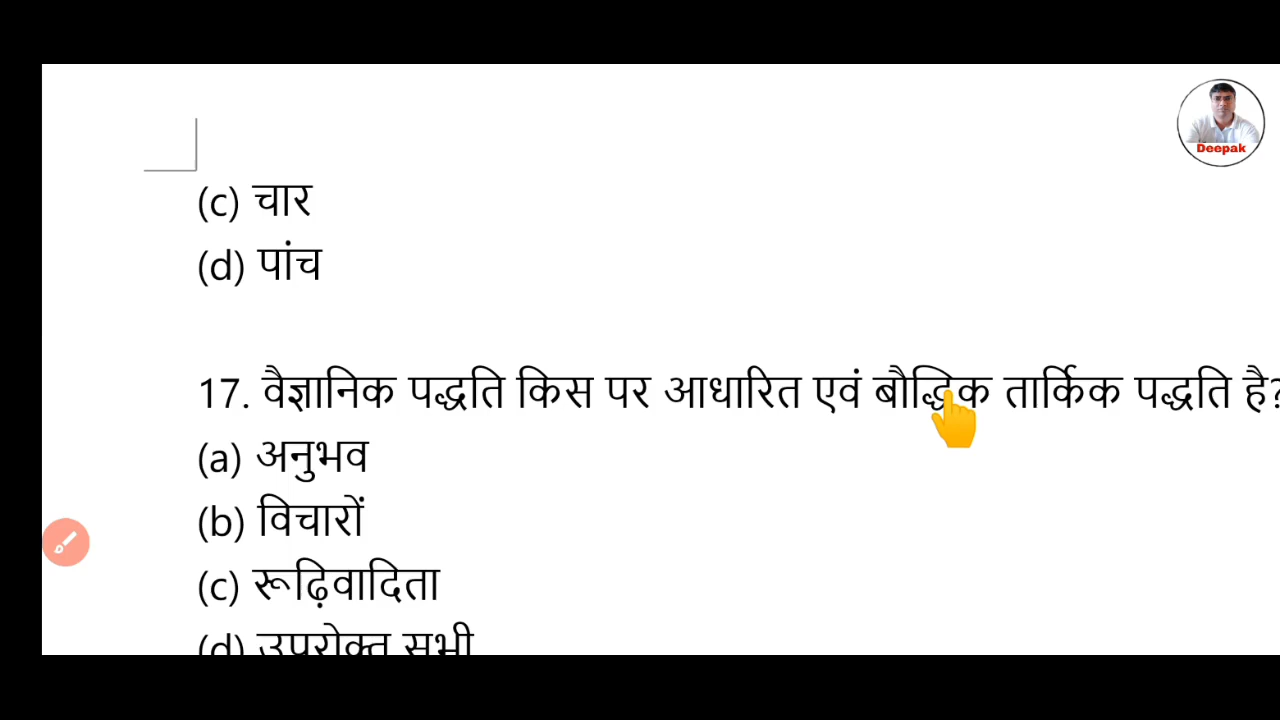 Deepak
(c) चार
(d) पांच
17. वैज्ञानिक पद्धति किस पर आधारित एवं बौद्धिक तार्किक पद्धति है?
(a) अनुभव
(b) विचारों
(c) रूढ़िवादिता
(d) उपरोक्त सभी